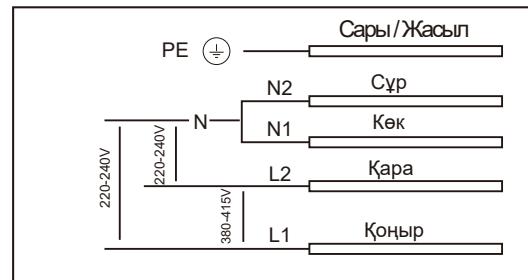 PE Сары / Жасыл
N2 Сұр
N
N1 Көк
220-240V
220-240V
L2 Қара
380-415V
L1 Қоңыр